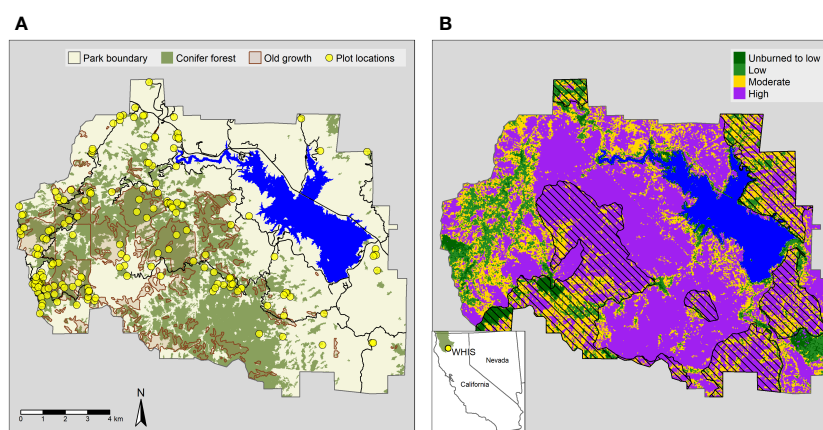 A
B
Park boundary Conifer forest Old growth Plot locations
Unburned to low
Low
Moderate
High
WHIS
Nevada
California
N
0 1 2 3 4 km